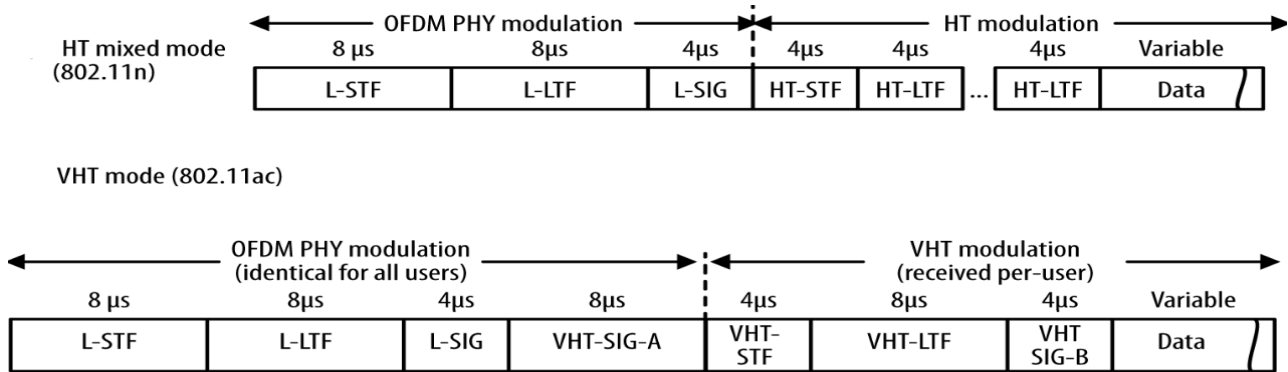 OFDM PHY modulation HT modulation
HT mixed mode
(802.11n)
8 µs 8µs 4µs 4µs 4µs 4µs Variable
L-STF L-LTF L-SIG HT-STF HT-LTF ... HT-LTF Data
VHT mode (802.11ac)
OFDM PHY modulation
(identical for all users)
VHT modulation
(received per-user)
8 µs 8µs 4µs 8µs 4µs 8µs 4µs Variable
L-STF L-LTF L-SIG VHT-SIG-A VHT-
STF VHT-LTF VHT
SIG-B Data